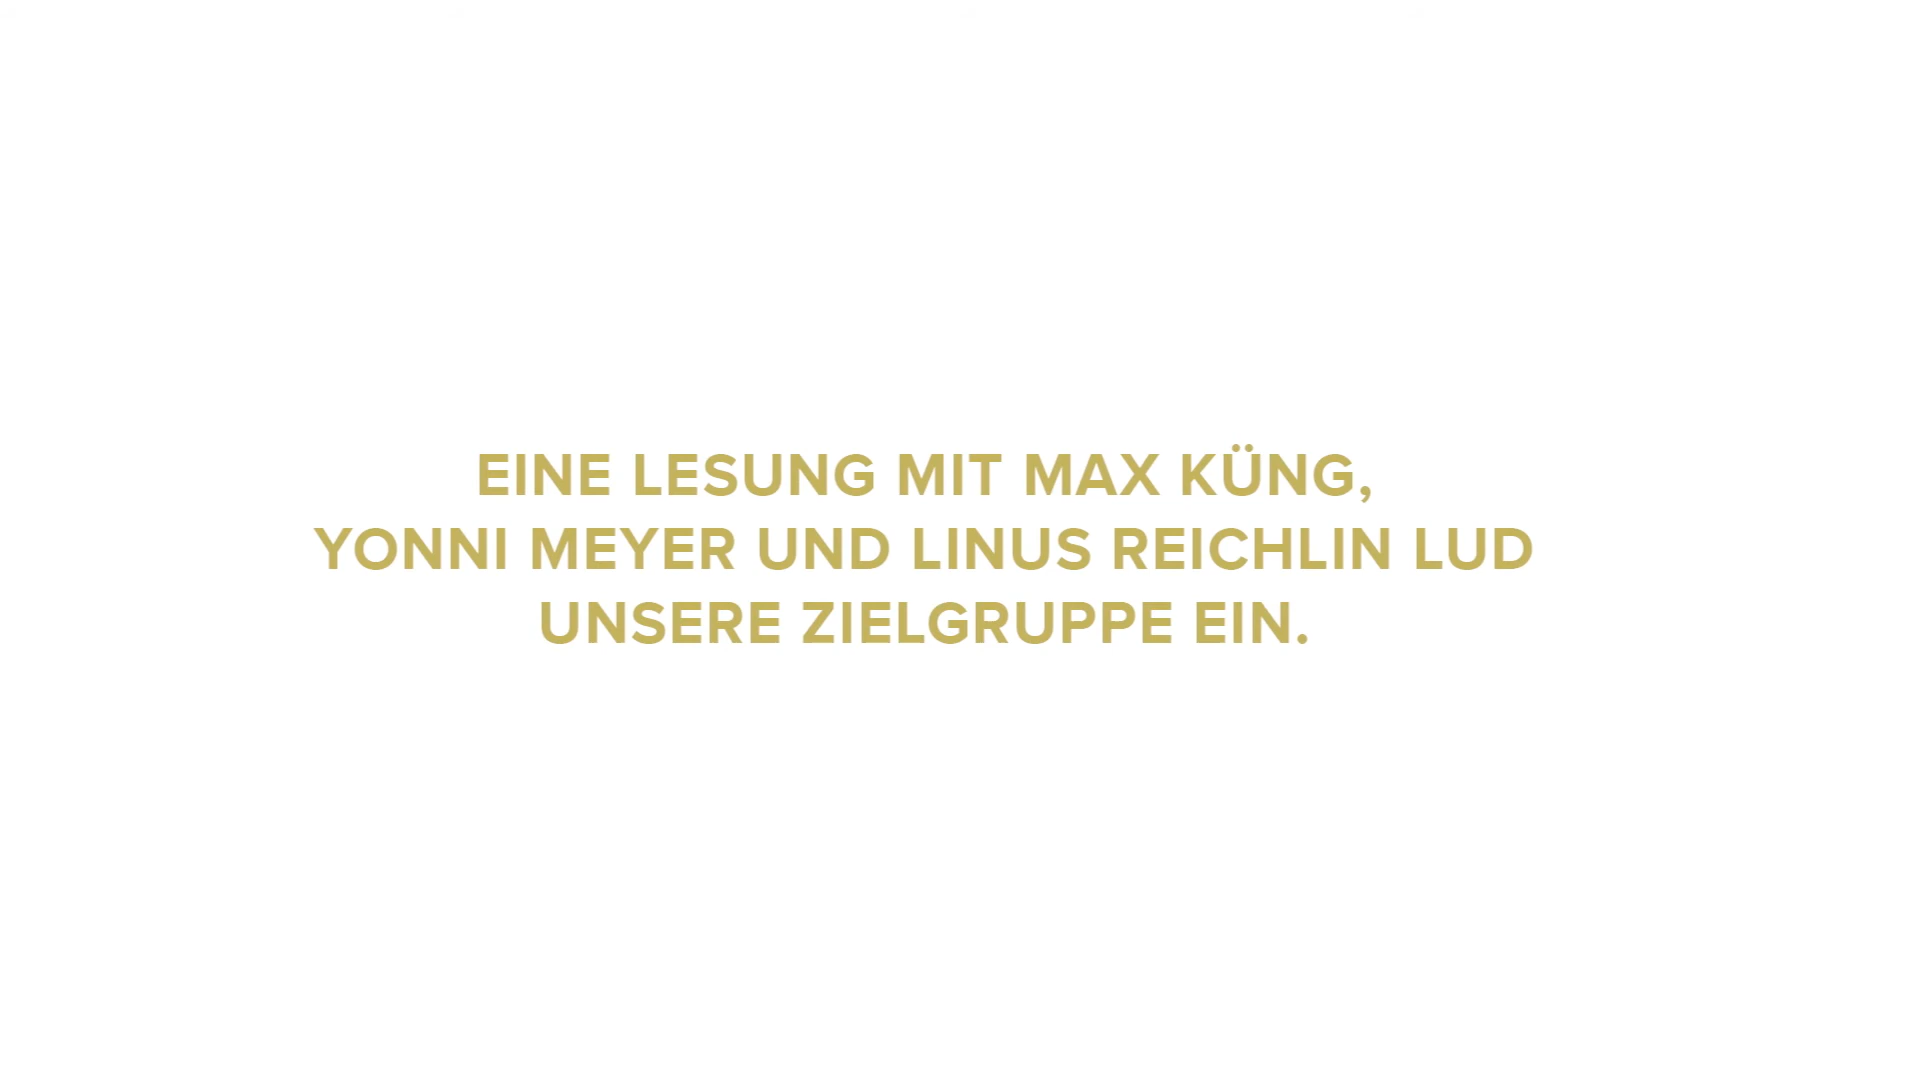 EINE LESUNG MIT MAX KÜNG,
YONNI MEYER UND LINUS REICHLIN LUD
UNSERE ZIELGRUPPE EIN.